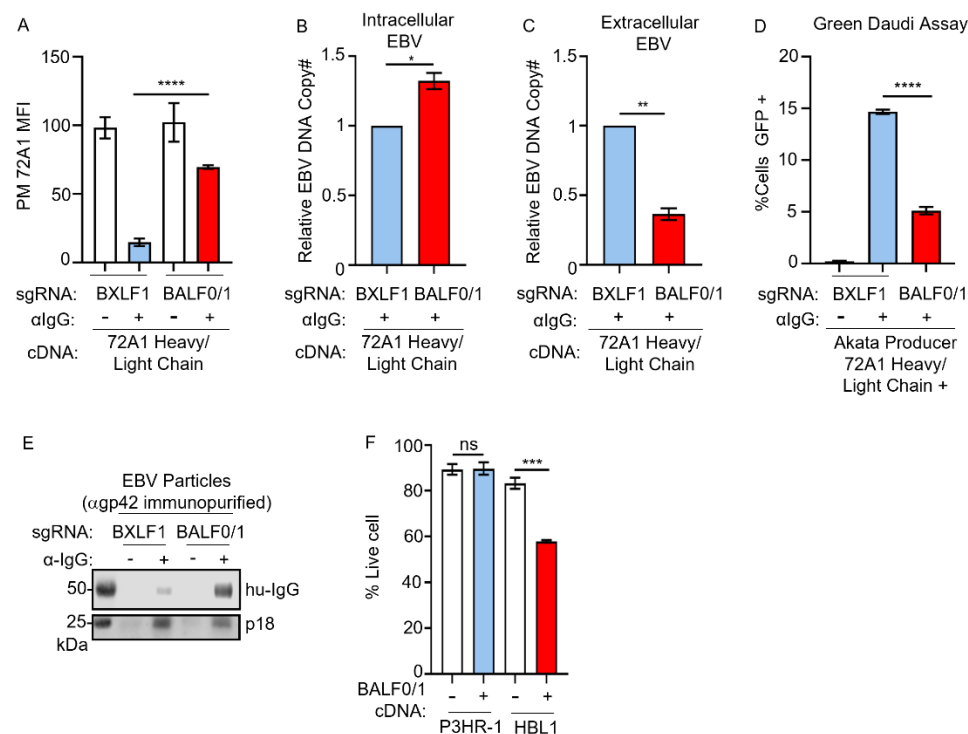 A
PM 72A1 MFI
150
100
50
0
****
sgRNA: BXLF1 BALF0/1
αIgG: - + - +
cDNA: 72A1 Heavy/
Light Chain
B
Intracellular
EBV
Relative EBV DNA Copy#
1.5
1
0.5
0
*
sgRNA: BXLF1 BALF0/1
αIgG: + +
cDNA: 72A1 Heavy/
Light Chain
C
Extracellular
EBV
Relative EBV DNA Copy#
1.5
1
0.5
0
**
sgRNA: BXLF1 BALF0/1
αIgG: + +
cDNA: 72A1 Heavy/
Light Chain
D
Green Daudi Assay
%Cells GFP +
20
15
10
5
0
****
sgRNA: BXLF1 BALF0/1
αIgG: - + +
Akata Producer
72A1 Heavy/
Light Chain +
E
EBV Particles
(αgp42 immunopurified)
sgRNA: BXLF1 BALF0/1
α-IgG: - + - +
50 hu-IgG
25 p18
kDa
F
% Live cell
100
80
60
40
20
0
ns
***
BALF0/1 - + - +
cDNA: P3HR-1 HBL1